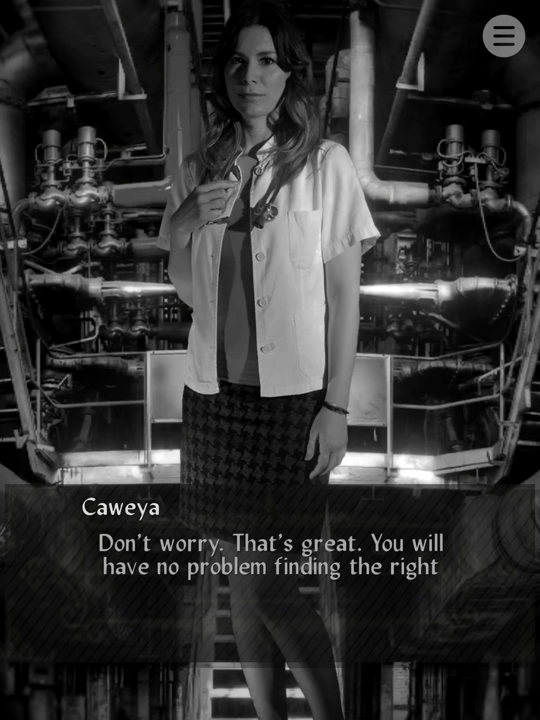 Caweya
Don't worry. That's great. You will
have no problem finding the right